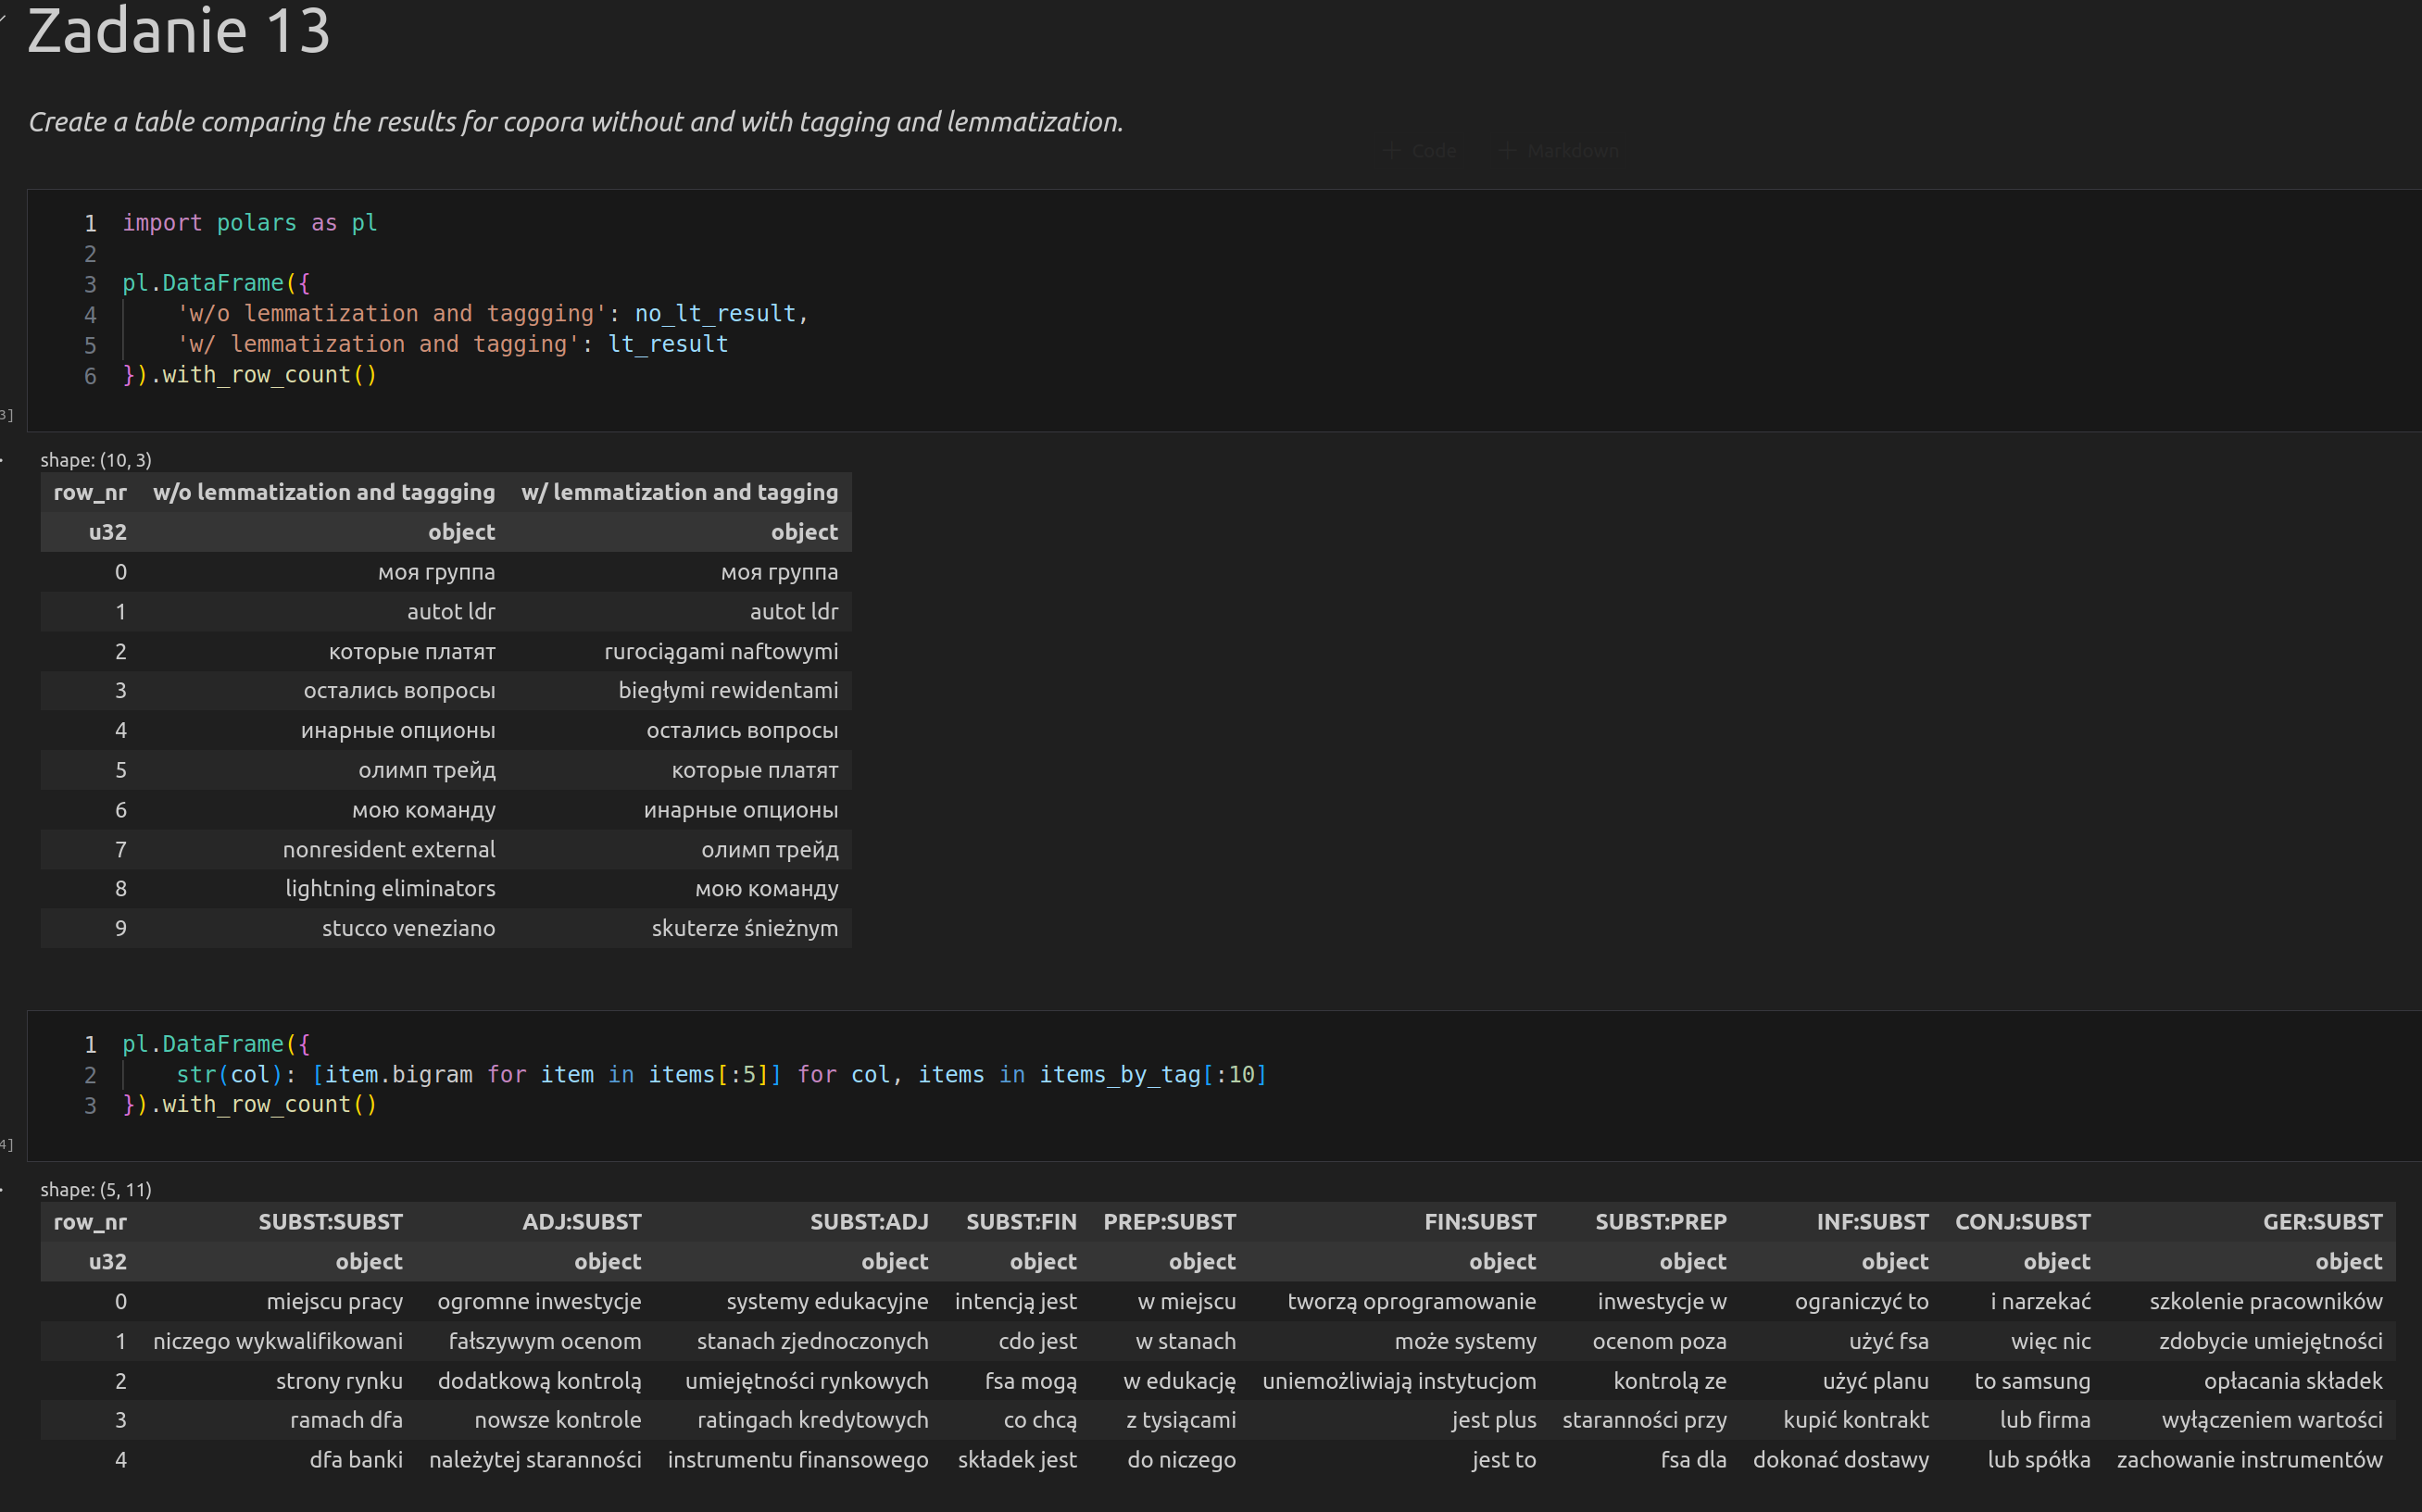 Zadanie 13
Create a table comparing the results for copora without and with tagging and lemmatization.
+ Code + Markdown
1 import polars as pl
2
3 pl.DataFrame({
4 'w/o lemmatization and taggging': no_lt_result,
5 'w/ lemmatization and tagging': lt_result
6 }).with_row_count()
3]
shape: (10, 3)
row_nr w/o lemmatization and taggging w/ lemmatization and tagging
u32 object object
0 моя группа моя группа
1 autot ldr autot ldr
2 которые платят rurociągami naftowymi
3 остались вопросы biegłymi rewidentami
4 инарные опционы остались вопросы
5 олимп трейд которые платят
6 мою команду инарные опционы
7 nonresident external олимп трейд
8 lightning eliminators мою команду
9 stucco veneziano skuterze śnieżnym
1 pl.DataFrame({
2 str(col): [item.bigram for item in items[:5]] for col, items in items_by_tag[:10]
3 }).with_row_count()
4]
shape: (5, 11)
row_nr SUBST:SUBST ADJ:SUBST SUBST:ADJ SUBST:FIN PREP:SUBST FIN:SUBST SUBST:PREP INF:SUBST CONJ:SUBST GER:SUBST
u32 object object object object object object object object object object
0 miejscu pracy ogromne inwestycje systemy edukacyjne intencją jest w miejscu tworzą oprogramowanie inwestycje w ograniczyć to i narzekać szkolenie pracowników
1 niczego wykwalifikowani fałszywym ocenom stanach zjednoczonych cdo jest w stanach może systemy ocenom poza użyć fsa więc nic zdobycie umiejętności
2 strony rynku dodatkową kontrolą umiejętności rynkowych fsa mogą w edukację uniemożliwiają instytucjom kontrolą ze użyć planu to samsung opłacania składek
3 ramach dfa nowsze kontrole ratingach kredytowych co chcą z tysiącami jest plus staranności przy kupić kontrakt lub firma wyłączeniem wartości
4 dfa banki należytej staranności instrumentu finansowego składek jest do niczego jest to fsa dla dokonać dostawy lub spółka zachowanie instrumentów